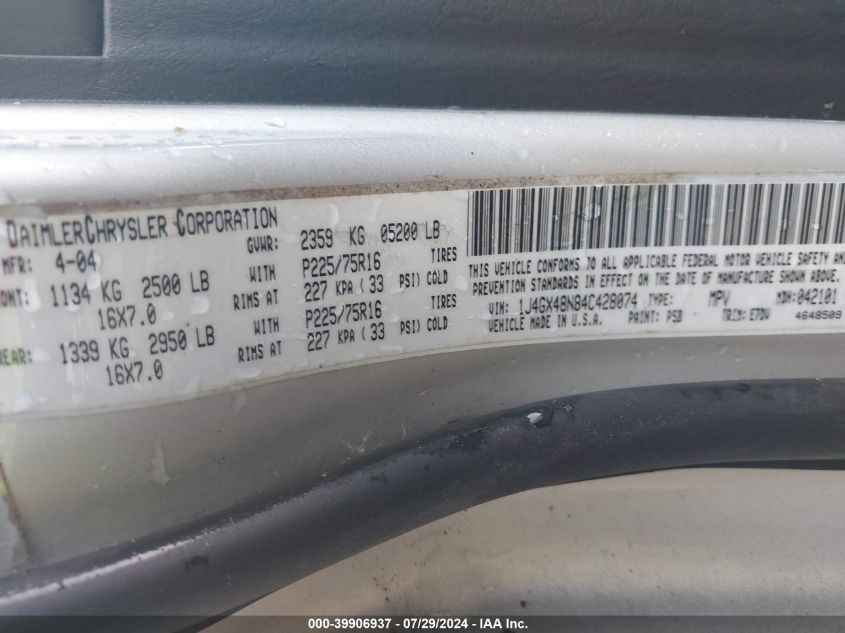 DAIMLERCHRYSLER CORPORATION
MFR: 4-04 GVWR: 2359 KG 05200 LB
ONT: 1134 KG 2500 LB WITH P225/75R16 TIRES
16X7.0 RIMS AT 227 KPA ( 33 PSI) COLD
REAR: 1339 KG 2950 LB WITH P225/75R16 TIRES
16X7.0 RIMS AT 227 KPA ( 33 PSI) COLD
THIS VEHICLE CONFORMS TO ALL APPLICABLE FEDERAL MOTOR VEHICLE SAFETY AND
PREVENTION STANDARDS IN EFFECT ON THE DATE OF MANUFACTURE SHOWN ABOVE.
VIN: 1J4GX48N84C428074 TYPE: MPV MDH: 042101
VEHICLE MADE IN U.S.A. PAINT: PSB TRIM: E7DV 4648509
000-39906937 - 07/29/2024 - IAA Inc.